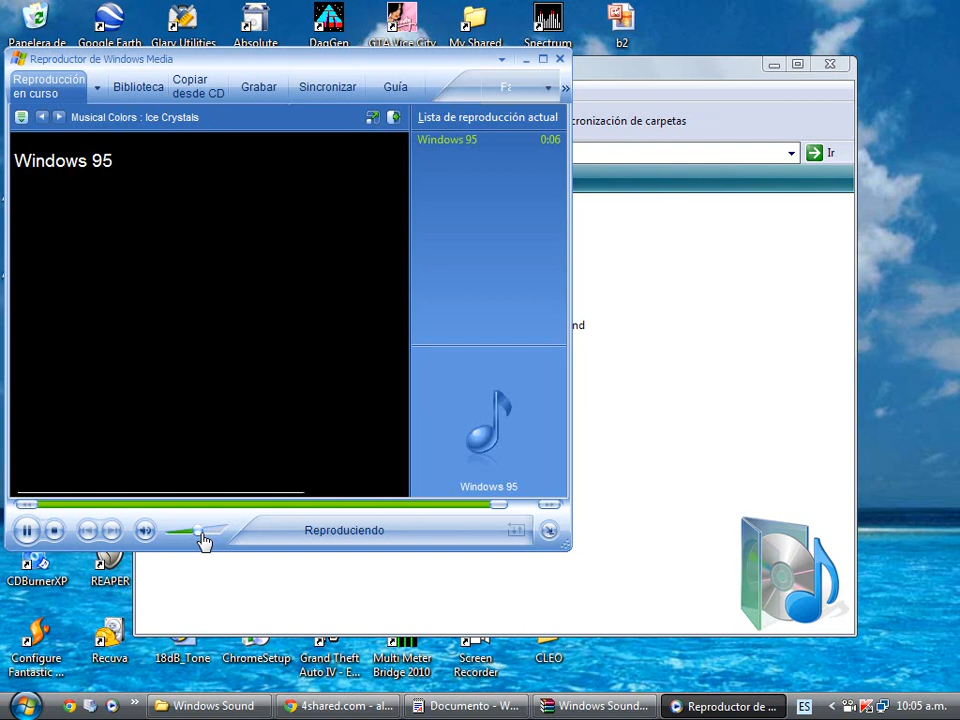 Papelera de
Google Earth
Glary Utilities
Absolute
DaqGen
GTA Vice City
My Shared
Spectrum
b2
Reproductor de Windows Media
Reproducción
en curso
Biblioteca
Copiar
desde CD
Grabar
Sincronizar
Guía
Musical Colors : Ice Crystals
Lista de reproducción actual
cronización de carpetas
Windows 95 0:06
Ir
Windows 95
nd
Windows 95
Reproduciendo
CDBurnerXP
REAPER
Configure
Fantastic ...
Recuva
18dB_Tone
ChromeSetup
Grand Theft
Auto IV - E...
Multi Meter
Bridge 2010
Screen
Recorder
CLEO
Windows Sound
4shared.com - al...
Documento - W...
Windows Sound...
Reproductor de ...
ES
10:05 a.m.